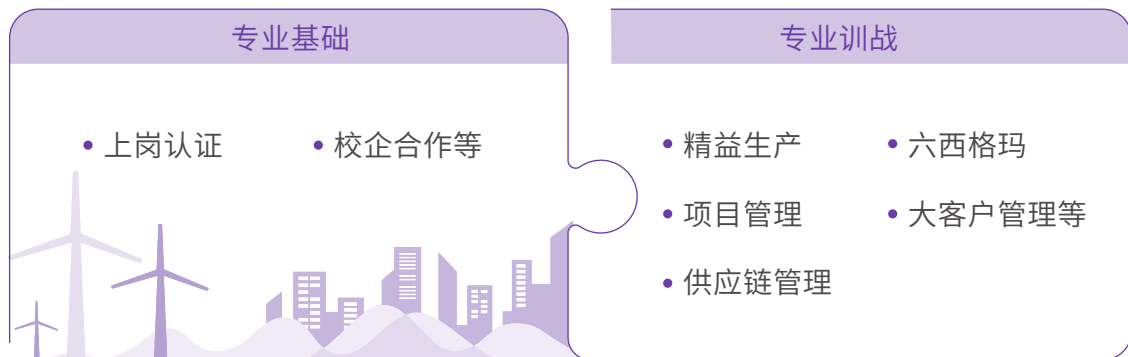 专业基础
• 上岗认证
• 校企合作等
专业训战
• 精益生产
• 六西格玛
• 项目管理
• 大客户管理等
• 供应链管理